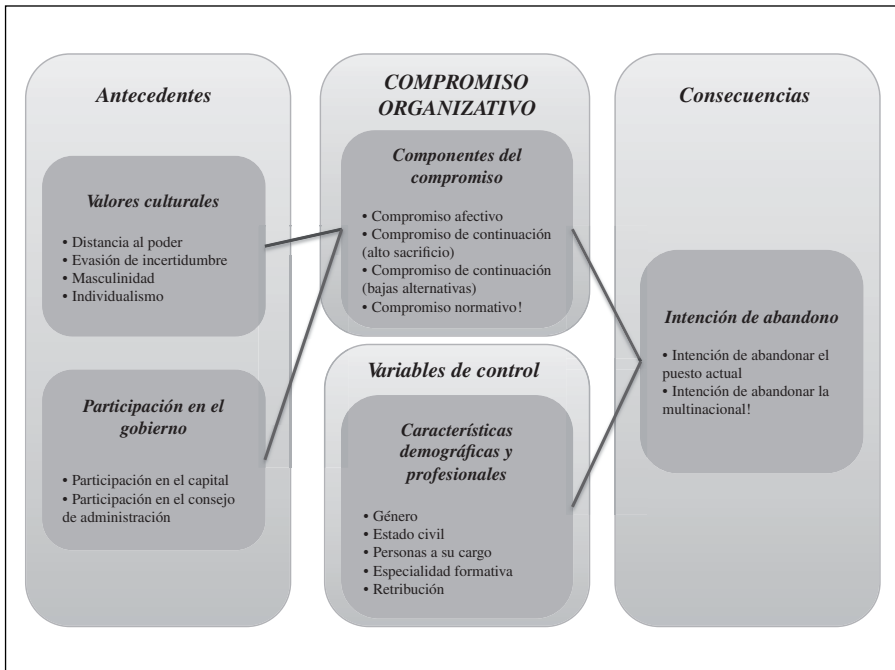 Antecedentes
Valores culturales
• Distancia al poder
• Evasión de incertidumbre
• Masculinidad
• Individualismo
Participación en el
gobierno
• Participación en el capital
• Participación en el consejo
de administración
COMPROMISO
ORGANIZATIVO
Componentes del
compromiso
• Compromiso afectivo
• Compromiso de continuación
(alto sacrificio)
• Compromiso de continuación
(bajas alternativas)
• Compromiso normativo!
Variables de control
Características
demográficas y
profesionales
• Género
• Estado civil
• Personas a su cargo
• Especialidad formativa
• Retribución
Consecuencias
Intención de abandono
• Intención de abandonar el
puesto actual
• Intención de abandonar la
multinacional!